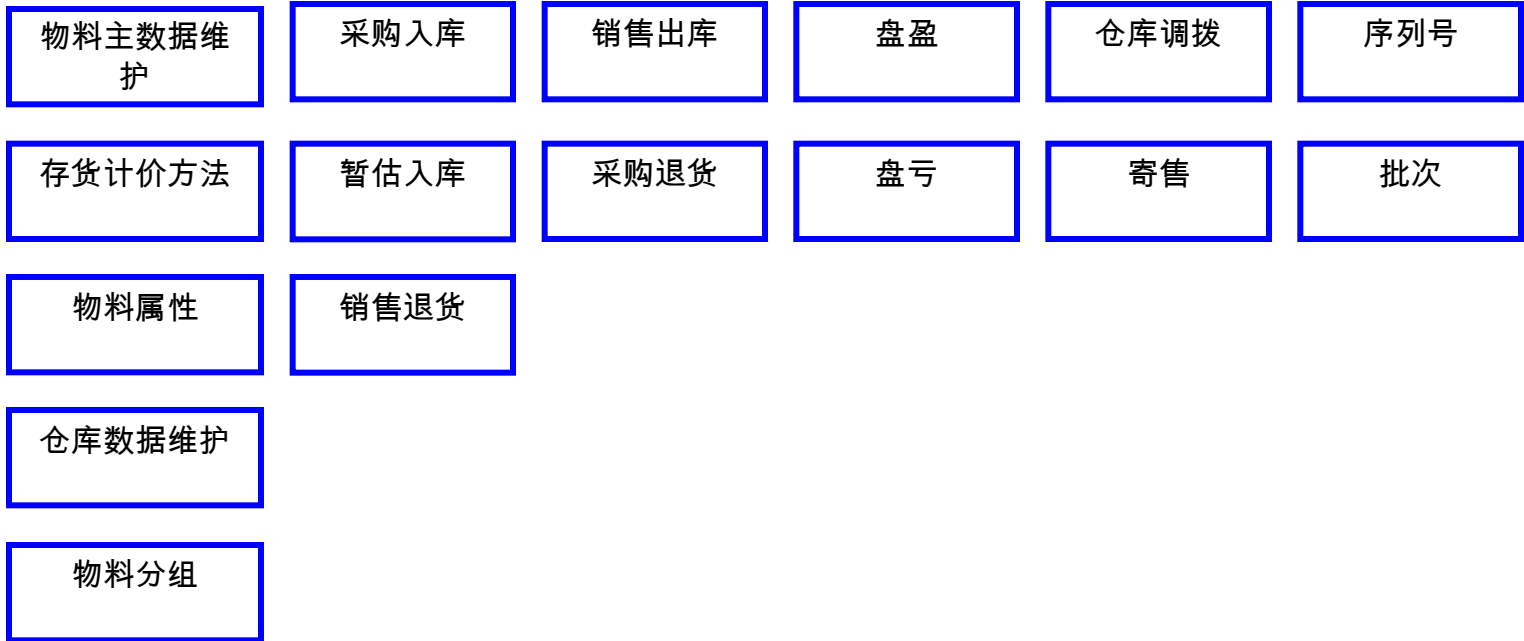 物料主数据维
护
采购入库
销售出库
盘盈
仓库调拨
序列号
存货计价方法
暂估入库
采购退货
盘亏
寄售
批次
物料属性
销售退货
仓库数据维护
物料分组